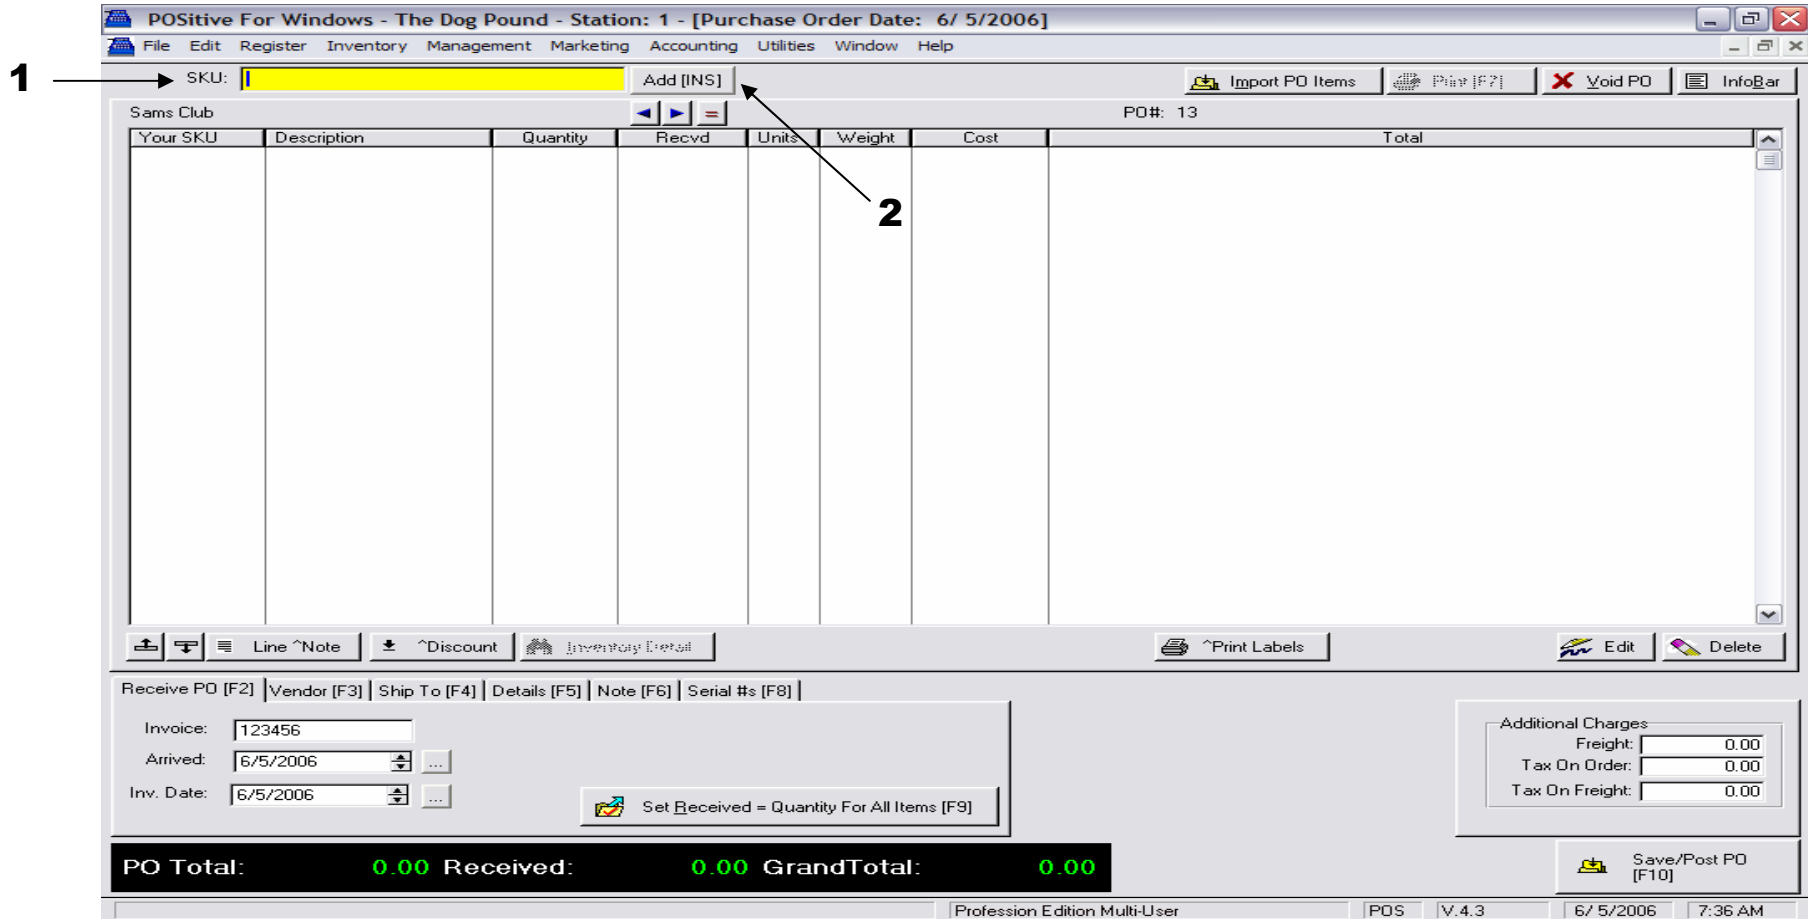 POSitive For Windows - The Dog Pound - Station: 1 - [Purchase Order Date: 6/ 5/2006]
File Edit Register Inventory Management Marketing Accounting Utilities Window Help
1
SKU: Add [INS] Import PO Items Print [F7] Void PO InfoBar
Sams Club PO#: 13
Your SKU Description Quantity Recvd Units Weight Cost Total
2
Line ^Note ^Discount Inventory Detail ^Print Labels Edit Delete
Receive PO [F2] Vendor [F3] Ship To [F4] Details [F5] Note [F6] Serial #s [F8]
Invoice: 123456
Arrived: 6/5/2006 ...
Inv. Date: 6/5/2006 ...
Set Received = Quantity For All Items [F9]
Additional Charges
Freight: 0.00
Tax On Order: 0.00
Tax On Freight: 0.00
PO Total: 0.00 Received: 0.00 GrandTotal: 0.00
Save/Post PO
[F10]
Profession Edition Multi-User POS V.4.3 6/ 5/2006 7:36 AM